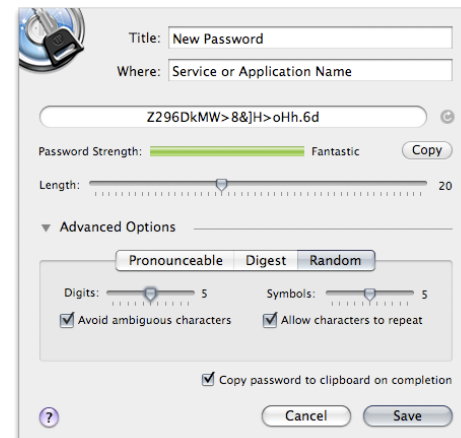 Title: New Password
Where: Service or Application Name
Z296DkMW>8&]H>oHh.6d
Password Strength: Fantastic Copy
Length: 20
Advanced Options
Pronounceable Digest Random
Digits: 5 Symbols: 5
Avoid ambiguous characters Allow characters to repeat
Copy password to clipboard on completion
? Cancel Save